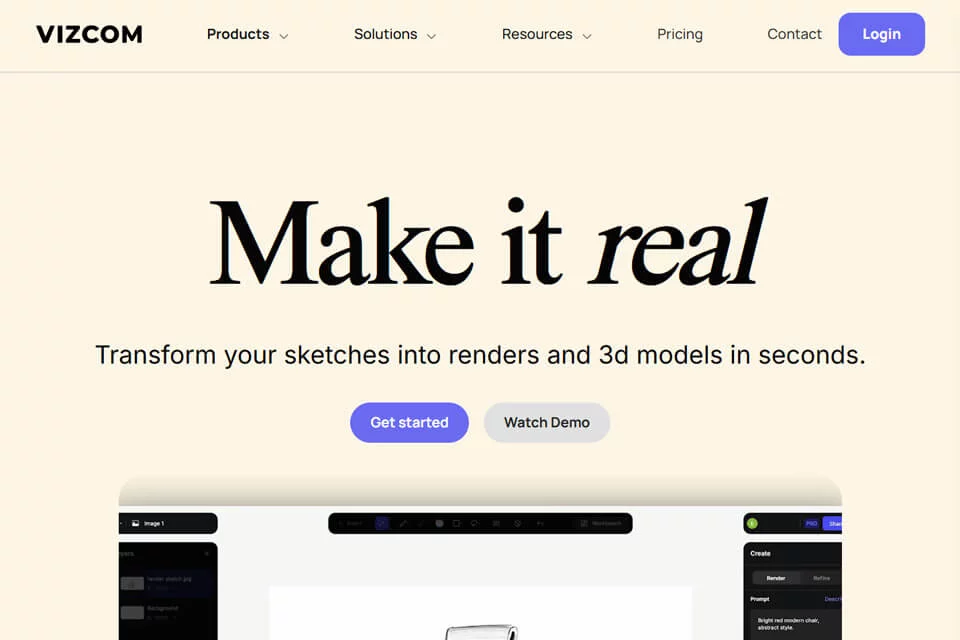 VIZCOM
Products
Solutions
Resources
Pricing
Contact
Login
Make it real
Transform your sketches into renders and 3d models in seconds.
Get started
Watch Demo
Image 1
Workbench
PRO
render sketch.jpg
Background
Create
Render
Refine
Prompt
Bright red modern chair,
abstract style.